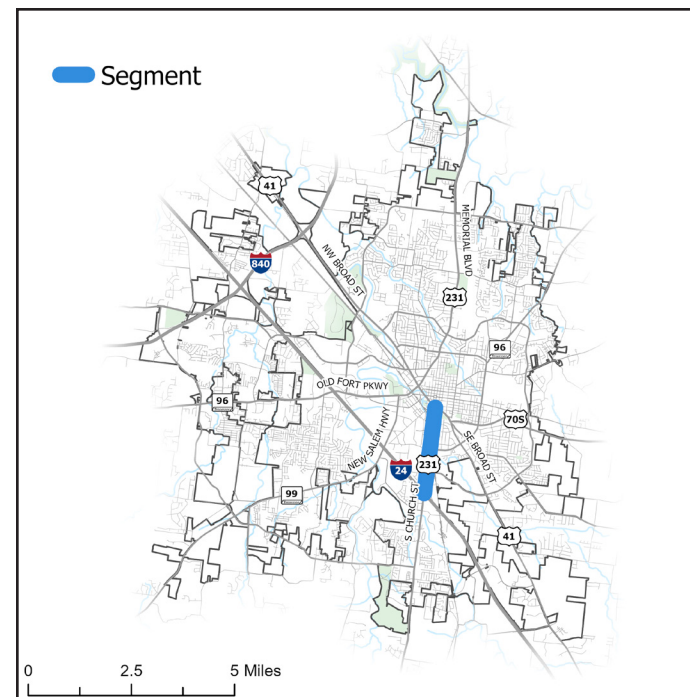 Segment
41
MEMORIAL BLVD
NW BROAD ST
840
231
96
OLD FORT PKWY
96
70S
NEW SALEM HWY
SE BROAD ST
231
24
99
S CHURCH ST
41
0 2.5 5 Miles